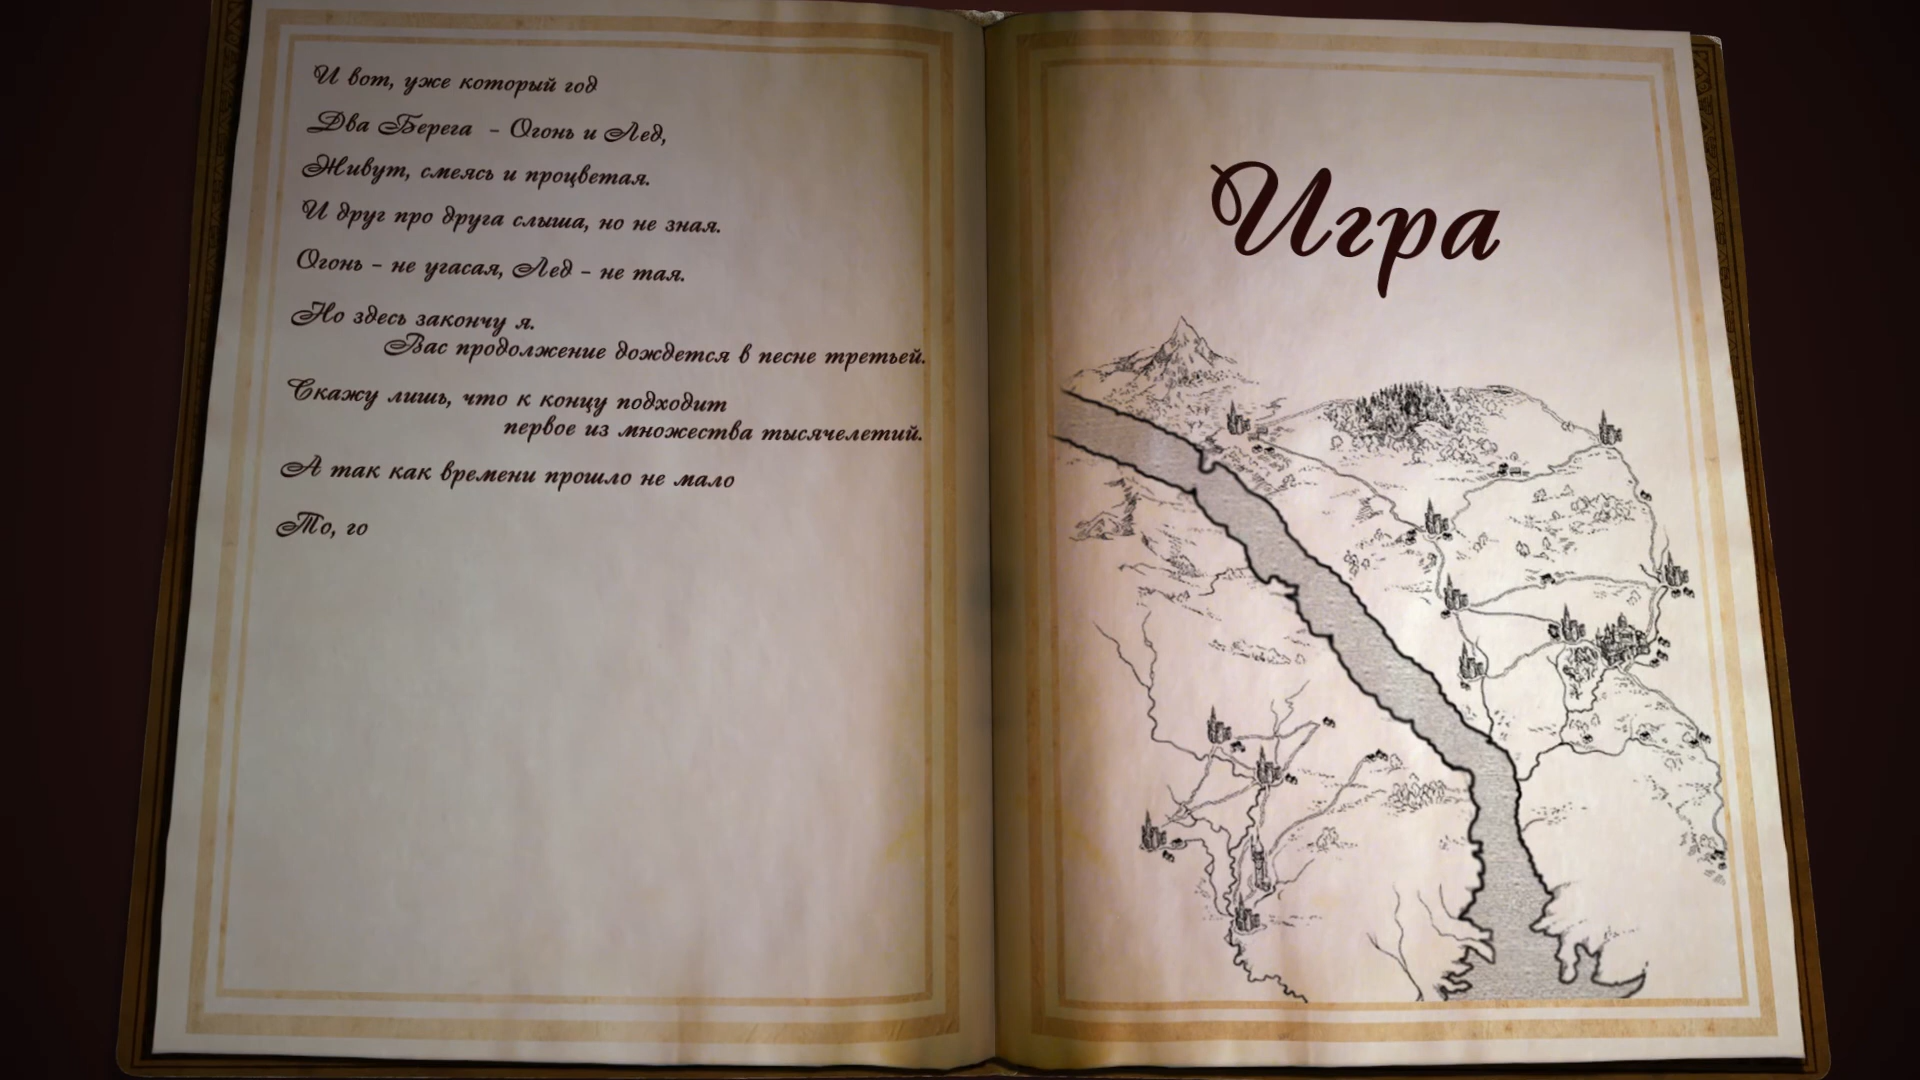 И вот, уже который год
Два Берега - Огонь и Лед,
Живут, смеясь и процветая.
И друг про друга слыша, но не зная.
Огонь - не угасая, Лед - не тая.
Но здесь закончу я.
Вас продолжение дождется в песне третьей.
Скажу лишь, что к концу подходит
первое из множества тысячелетий.
А так как времени прошло не мало
То, го
Игра